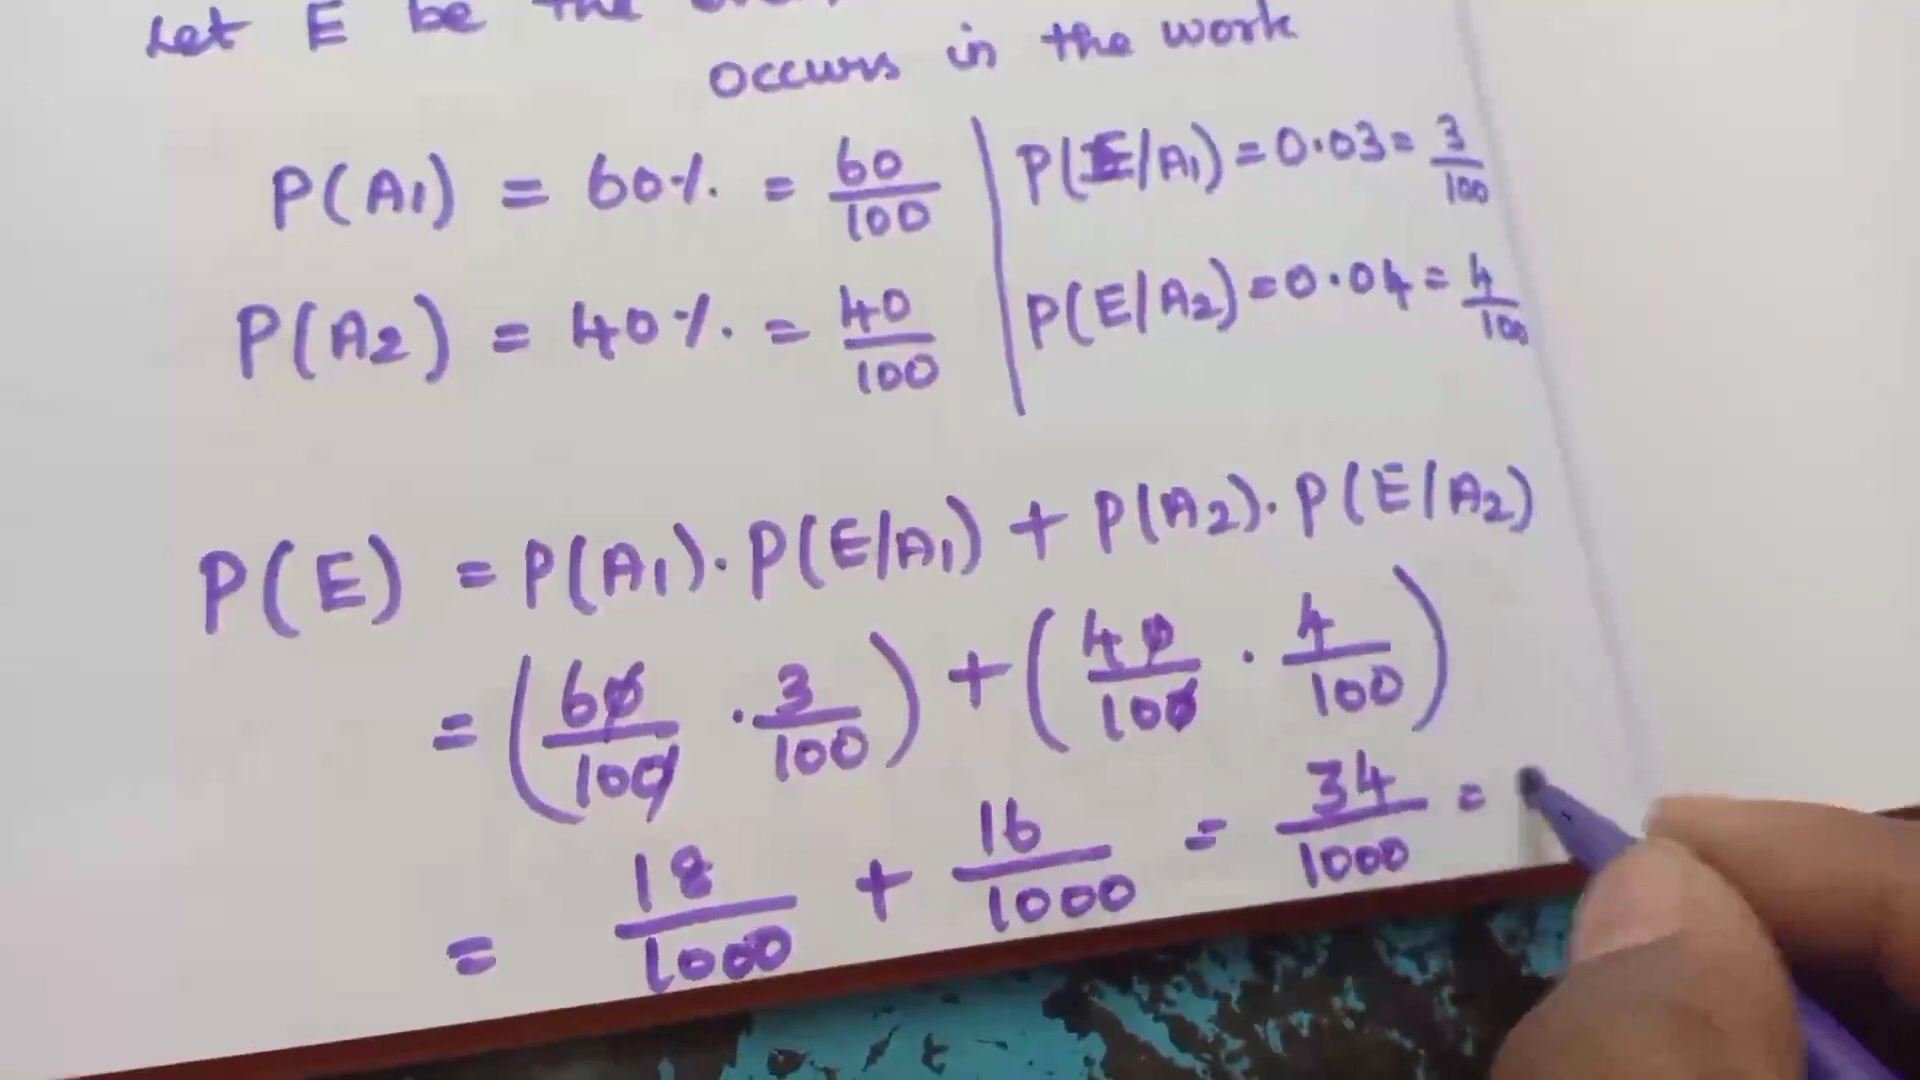 Let E be the
occurs in the work
P(A1) = 60% = 60/100 | P(E/A1) = 0.03 = 3/100
P(A2) = 40% = 40/100 | P(E/A2) = 0.04 = 4/100
P(E) = P(A1). P(E/A1) + P(A2). P(E/A2)
= (60/100 . 3/100) + (40/100 . 4/100)
= 18/1000 + 16/1000 = 34/1000 =